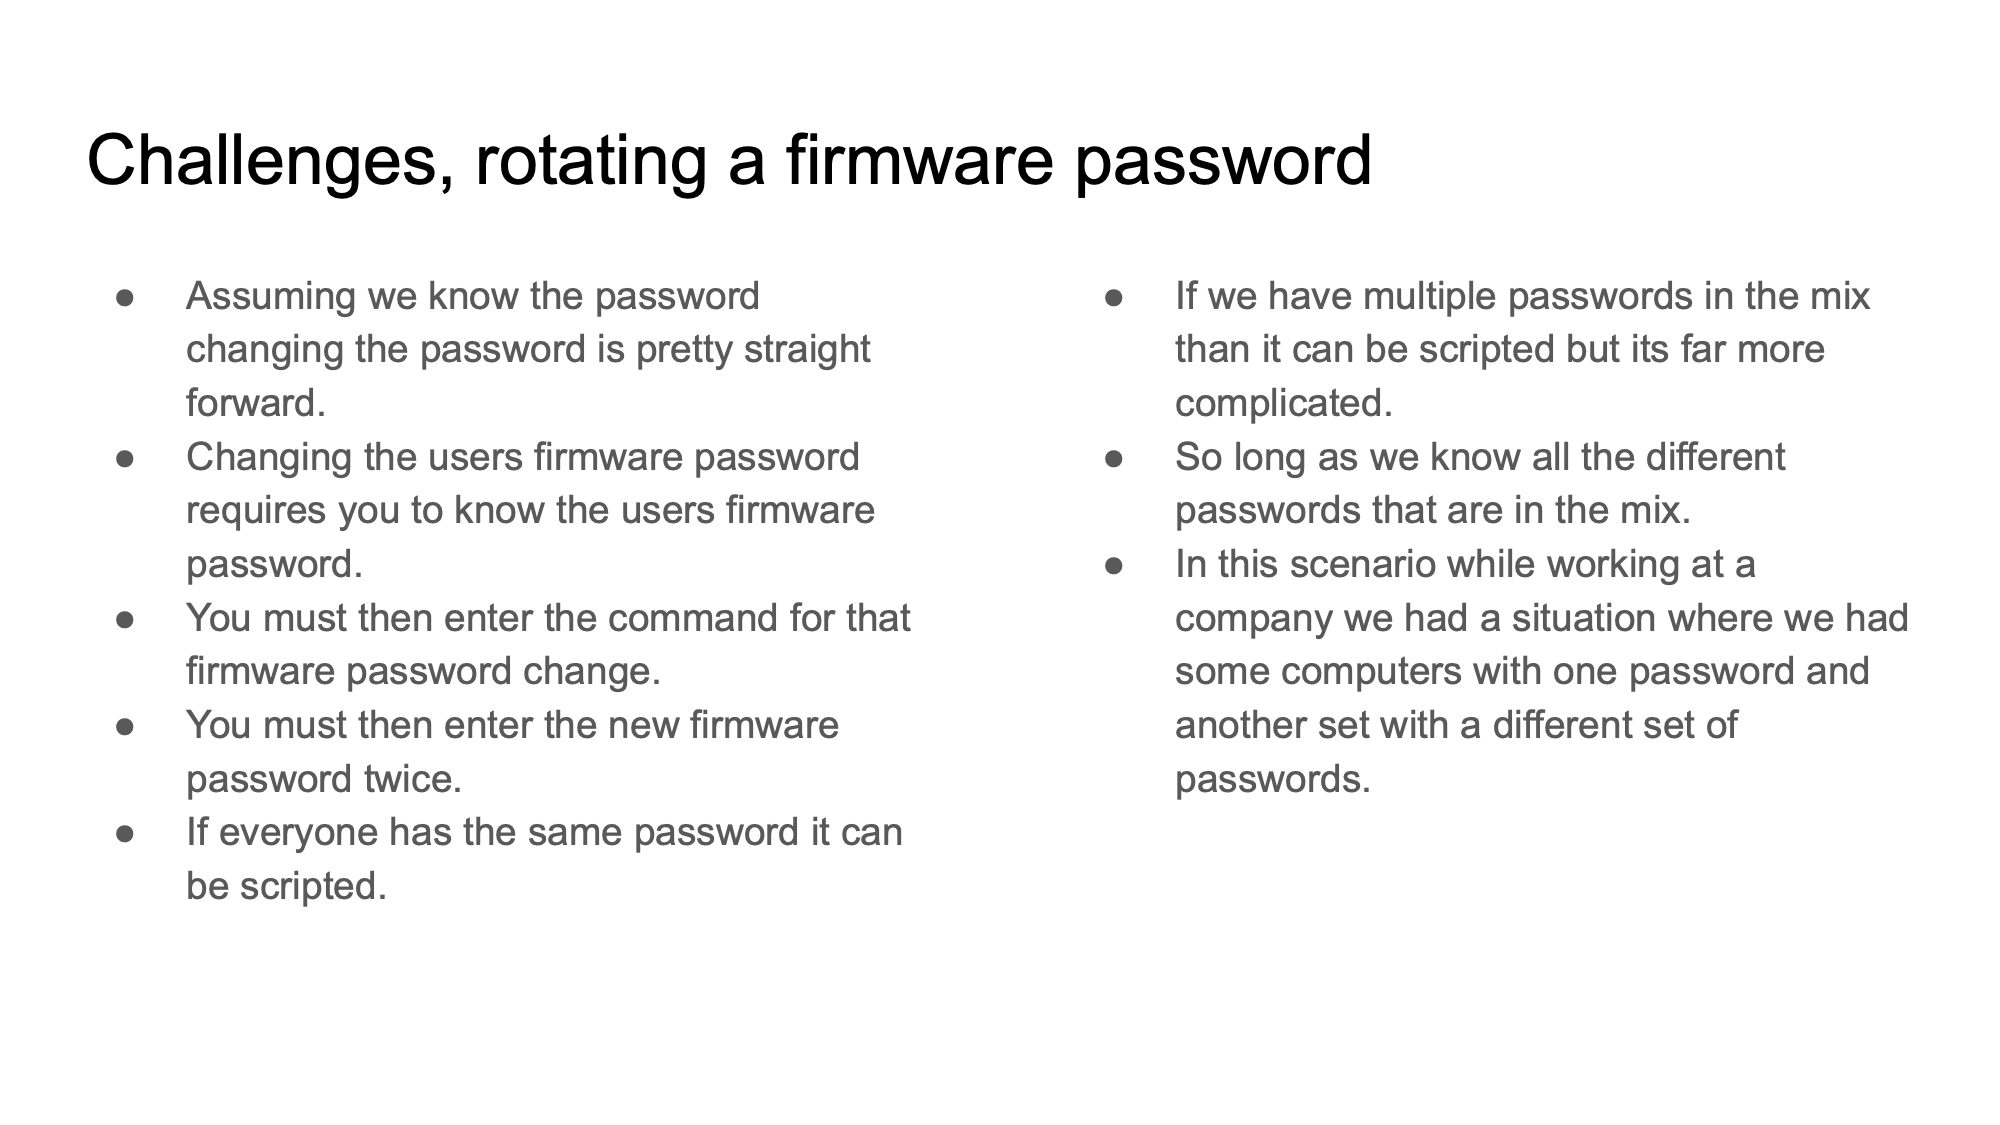 Challenges, rotating a firmware password
● Assuming we know the password
changing the password is pretty straight
forward.
● Changing the users firmware password
requires you to know the users firmware
password.
● You must then enter the command for that
firmware password change.
● You must then enter the new firmware
password twice.
● If everyone has the same password it can
be scripted.
● If we have multiple passwords in the mix
than it can be scripted but its far more
complicated.
● So long as we know all the different
passwords that are in the mix.
● In this scenario while working at a
company we had a situation where we had
some computers with one password and
another set with a different set of
passwords.